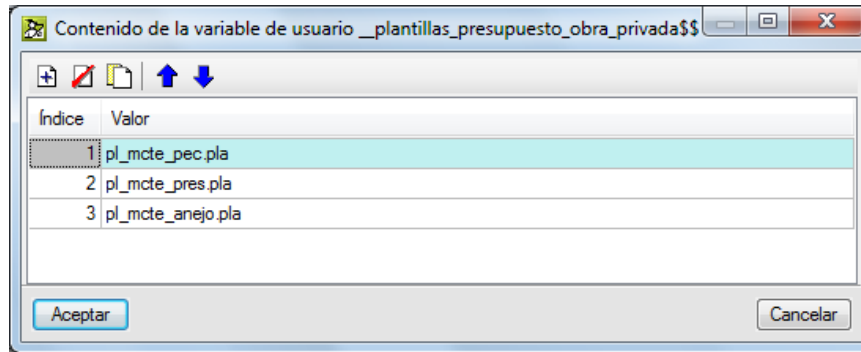 Contenido de la variable de usuario __plantillas_presupuesto_obra_privada$$
Índice Valor
1 pl_mcte_pec.pla
2 pl_mcte_pres.pla
3 pl_mcte_anejo.pla
Aceptar Cancelar